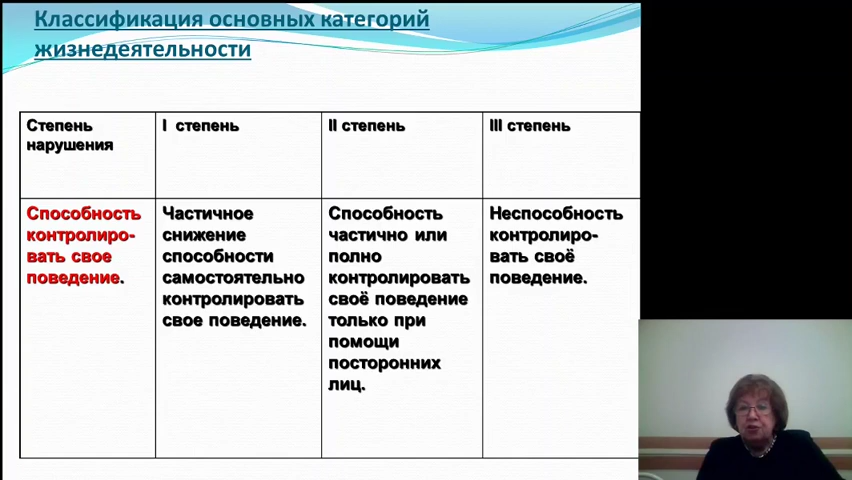 Классификация основных категорий
жизнедеятельности
Степень
нарушения
I степень
II степень
III степень
Способность
контролиро-
вать свое
поведение.
Частичное
снижение
способности
самостоятельно
контролировать
свое поведение.
Способность
частично или
полно
контролировать
своё поведение
только при
помощи
посторонних
лиц.
Неспособность
контролиро-
вать своё
поведение.